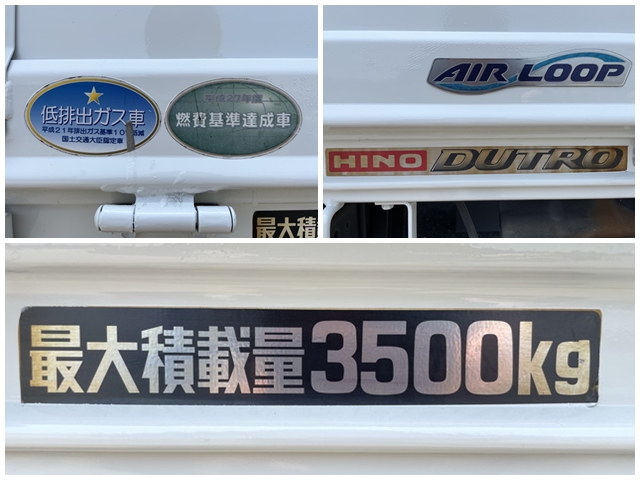 低排出ガス車
平成21年排出ガス基準10%低減
国土交通大臣認定車
平成27年度
燃費基準達成車
最大積
AIR LOOP
HINO DUTRO
最大積載量3500kg